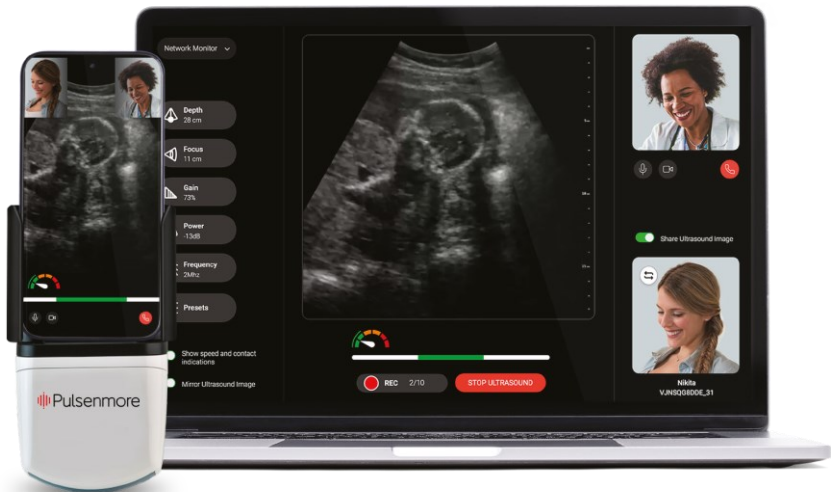 Network Monitor
Depth
28 cm
Focus
11 cm
Gain
73%
Power
-13dB
Frequency
2Mhz
Presets
Show speed and contact
indications
Mirror Ultrasound Image
REC 2/10
STOP ULTRASOUND
Share Ultrasound Image
Nikita
Pulsenmore